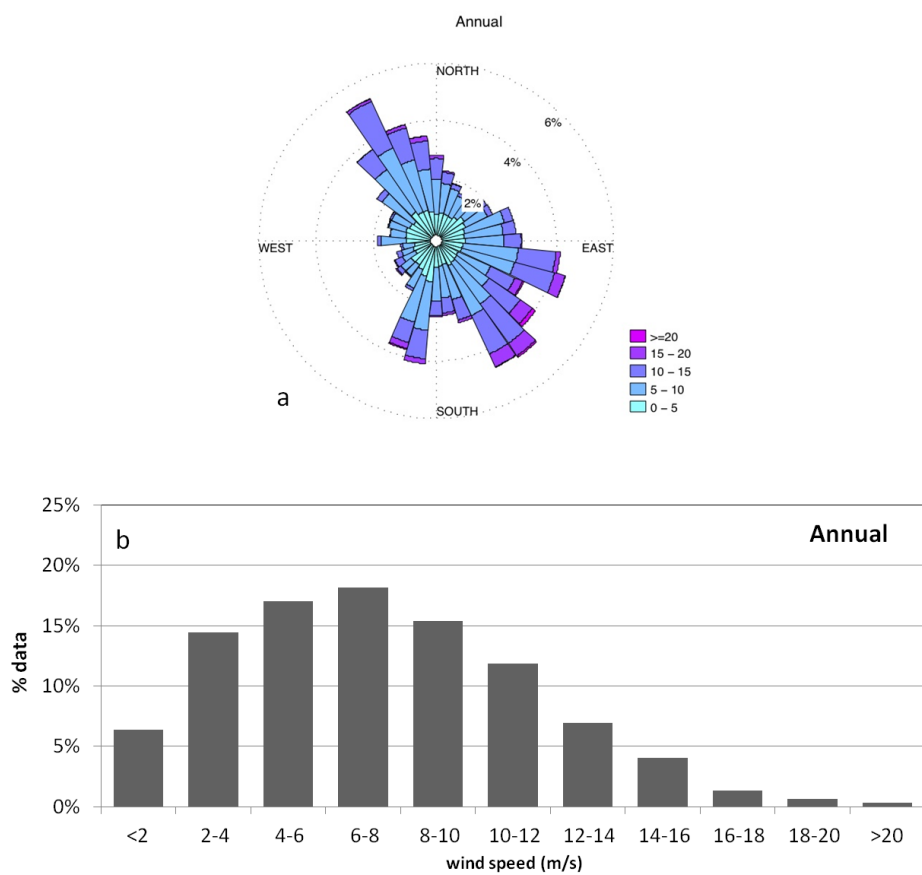 Annual
NORTH
6%
4%
2%
WEST
EAST
>=20
15 − 20
10 − 15
5 − 10
0 − 5
a
SOUTH
25%
b
Annual
20%
15%
10%
5%
0%
% data
<2 2-4 4-6 6-8 8-10 10-12 12-14 14-16 16-18 18-20 >20
wind speed (m/s)